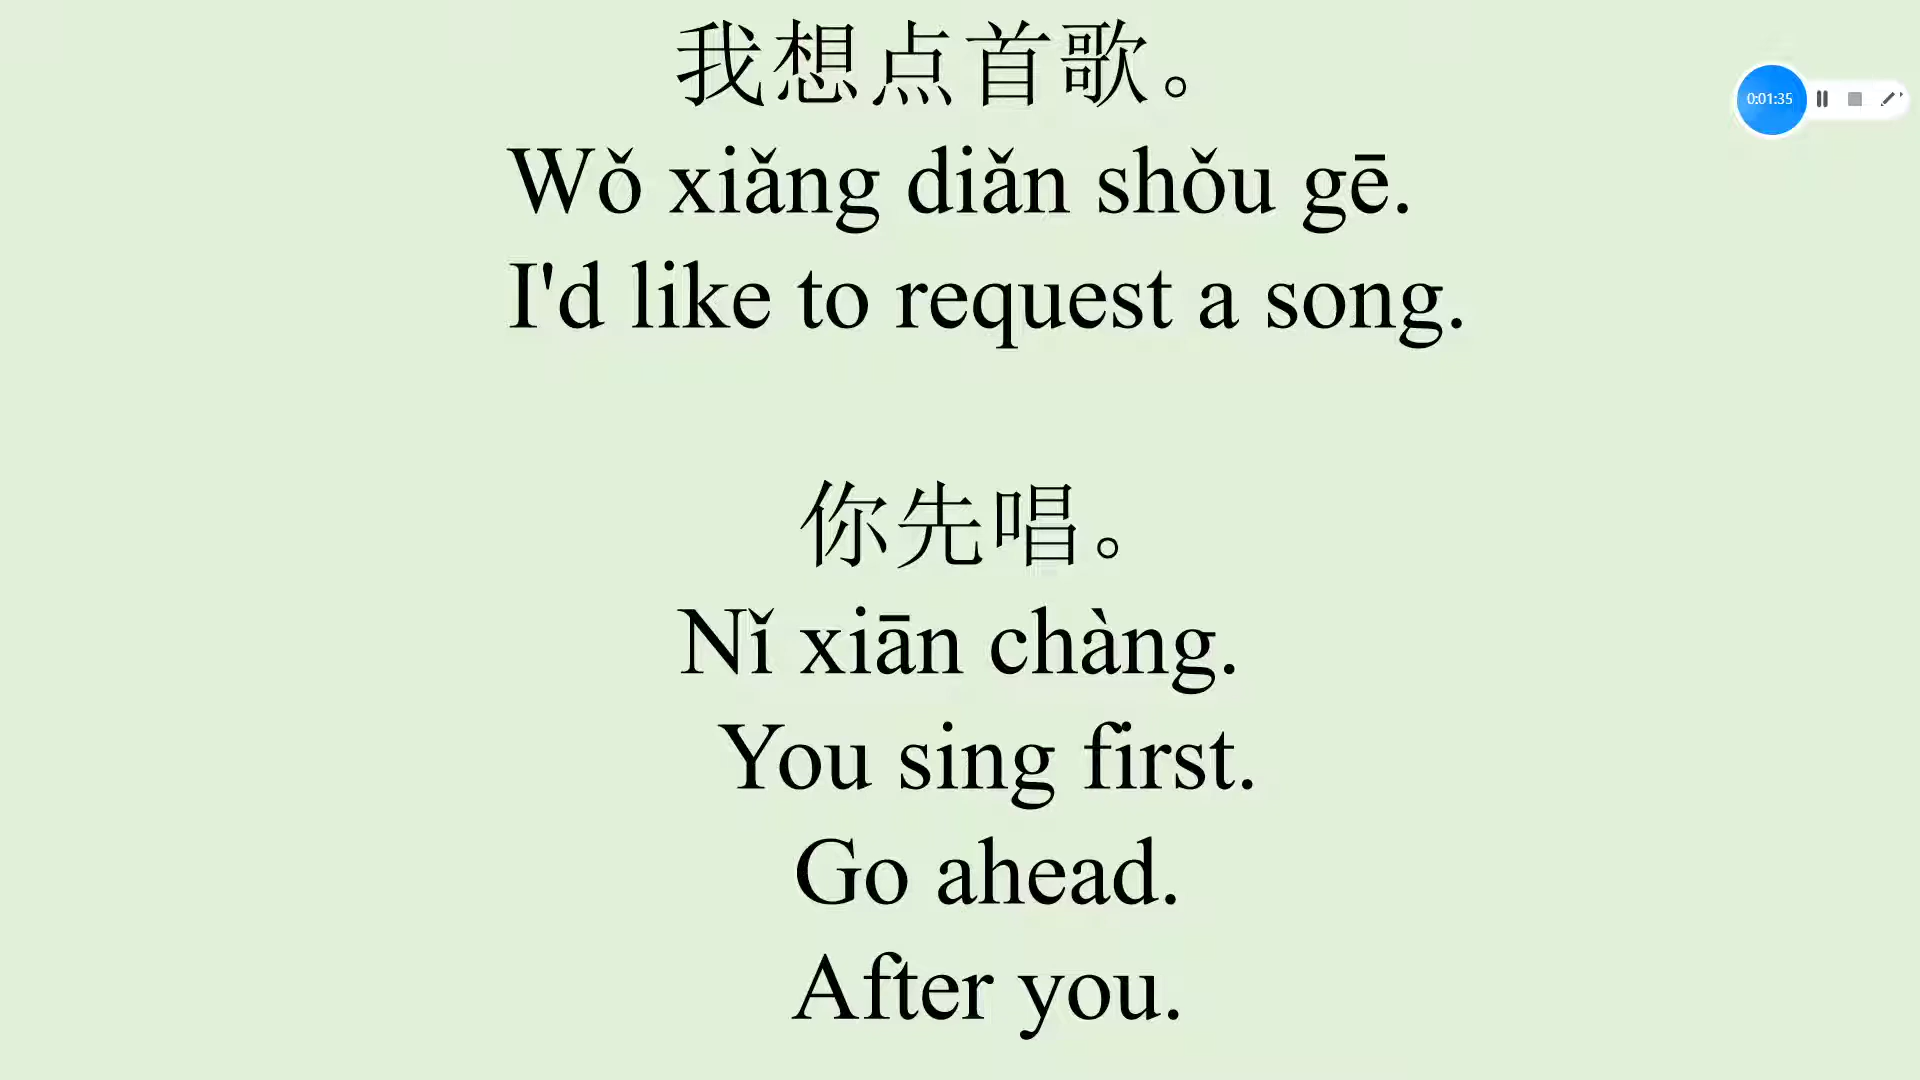 我想点首歌。
Wǒ xiǎng diǎn shǒu gē.
I'd like to request a song.
你先唱。
Nǐ xiān chàng.
You sing first.
Go ahead.
After you.
0:01:35